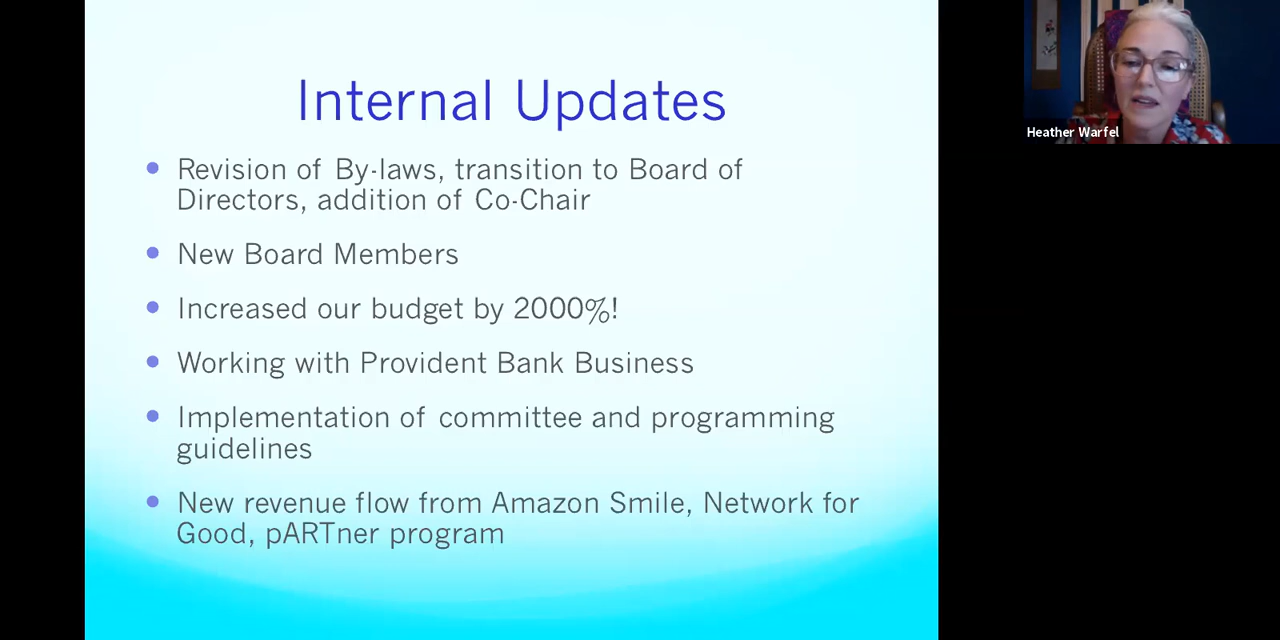 Internal Updates
Revision of By-laws, transition to Board of
Directors, addition of Co-Chair
New Board Members
Increased our budget by 2000%!
Working with Provident Bank Business
Implementation of committee and programming
guidelines
New revenue flow from Amazon Smile, Network for
Good, pARTner program
Heather Warfel